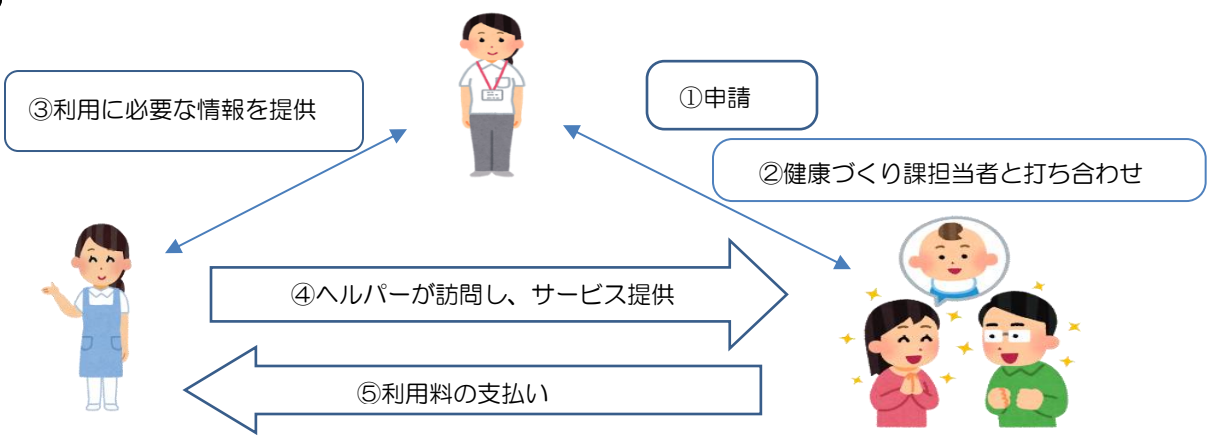 ①申請
②健康づくり課担当者と打ち合わせ
③利用に必要な情報を提供
④ヘルパーが訪問し、サービス提供
⑤利用料の支払い